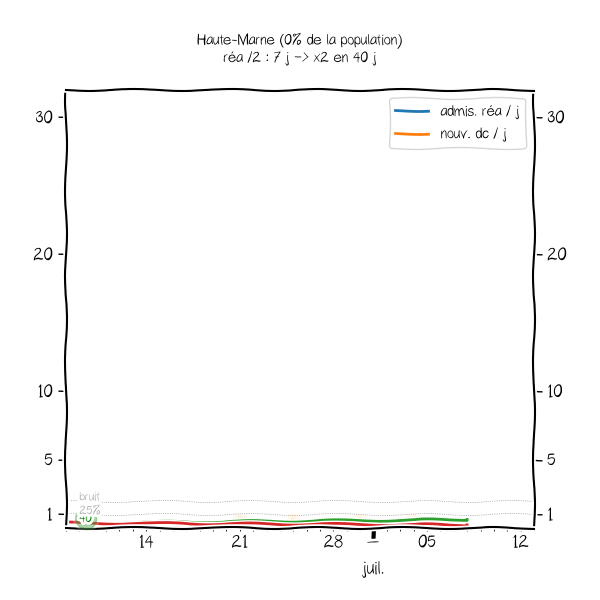 Haute-Marne (0% de la population)
réa /2 : 7 j -> x2 en 40 j
admis. réa / j
nouv. dc / j
30
30
20
20
10
10
5
5
bruit
25%
40
1
1
14
21
28
05
12
juil.